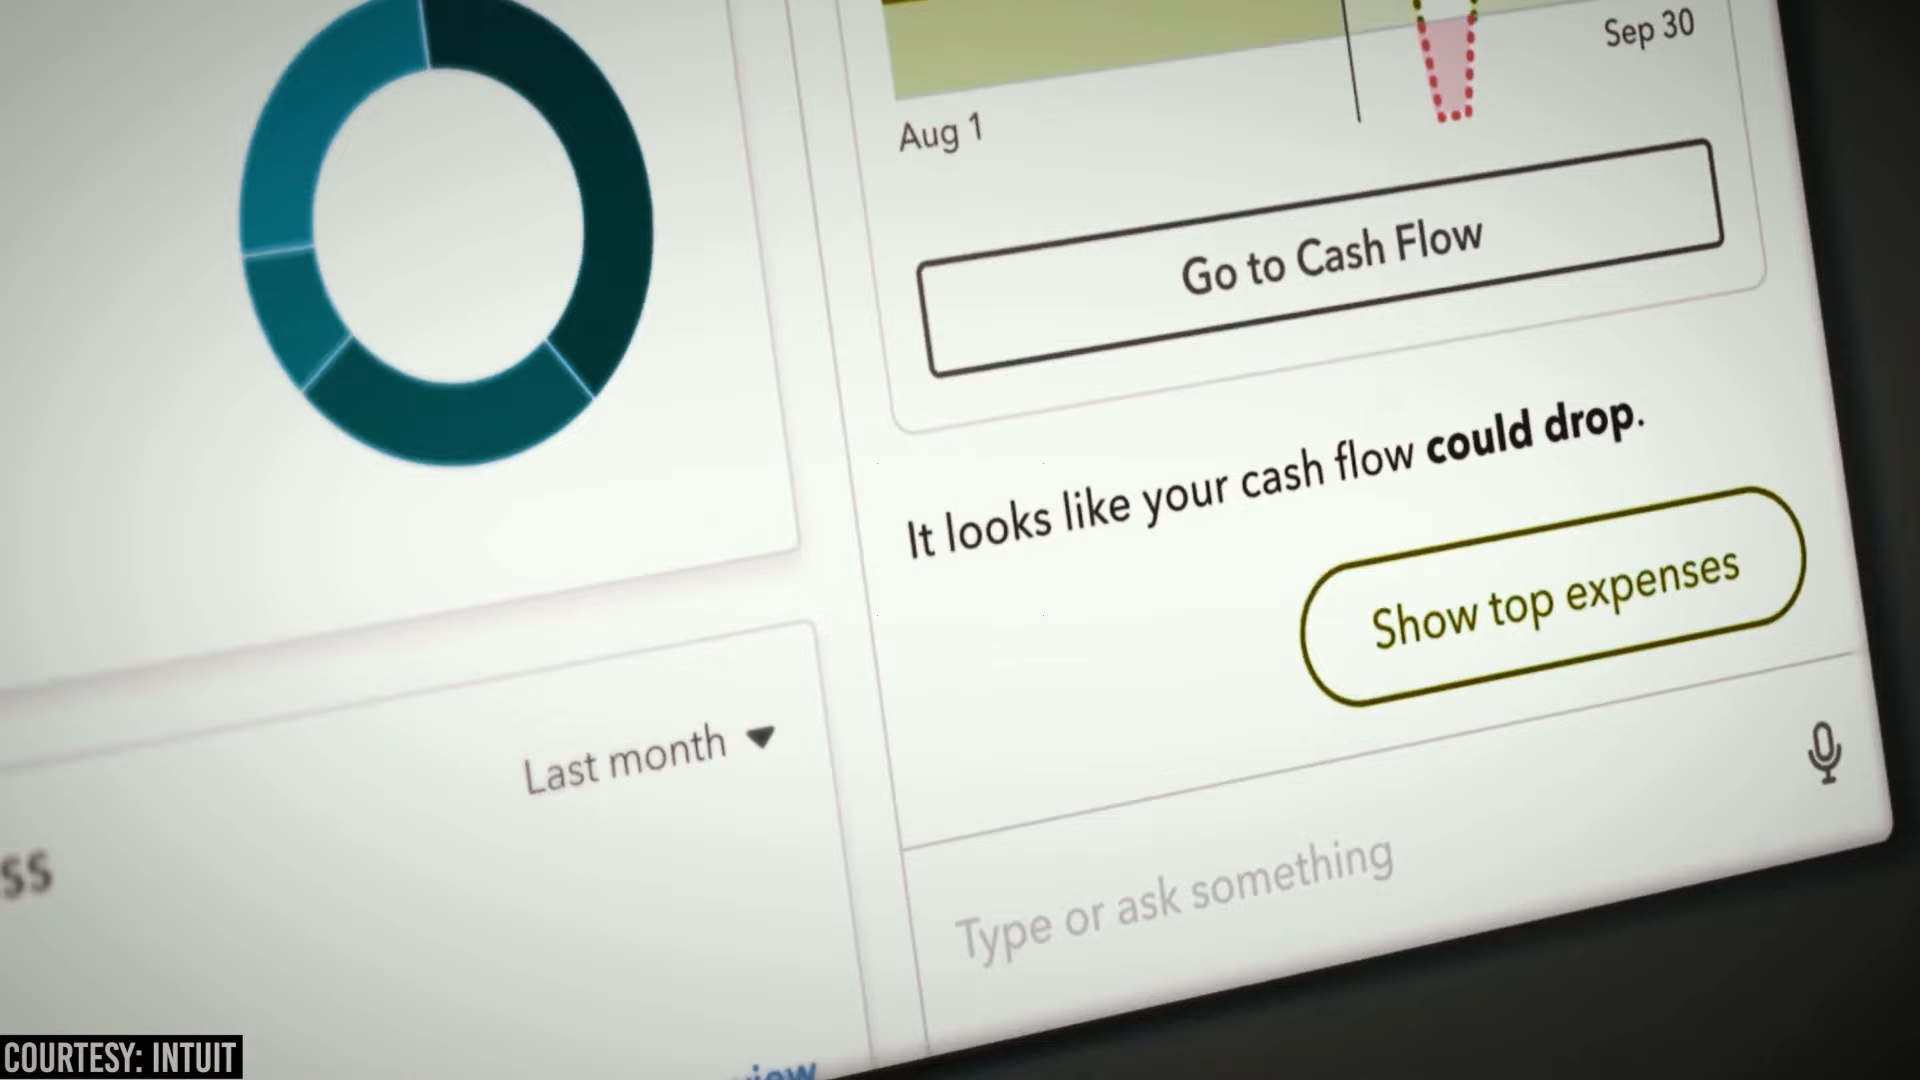 Sep 30
Aug 1
Go to Cash Flow
It looks like your cash flow could drop.
Show top expenses
Last month
ss
Type or ask something
COURTESY: INTUIT